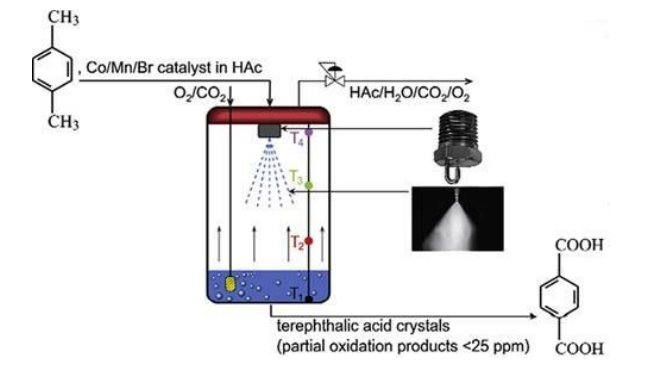 CH₃
, Co/Mn/Br catalyst in HAc
O₂/CO₂
HAc/H₂O/CO₂/O₂
CH₃
T₄
T₃
T₂
T₁
COOH
terephthalic acid crystals
(partial oxidation products <25 ppm)
COOH